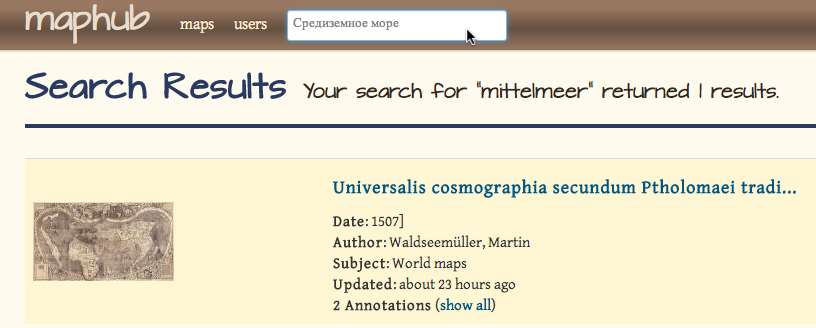 maphub maps users Средиземное море
Search Results Your search for "mittelmeer" returned 1 results.
Universalis cosmographia secundum Ptholomaei tradi...
Date: 1507]
Author: Waldseemüller, Martin
Subject: World maps
Updated: about 23 hours ago
2 Annotations (show all)